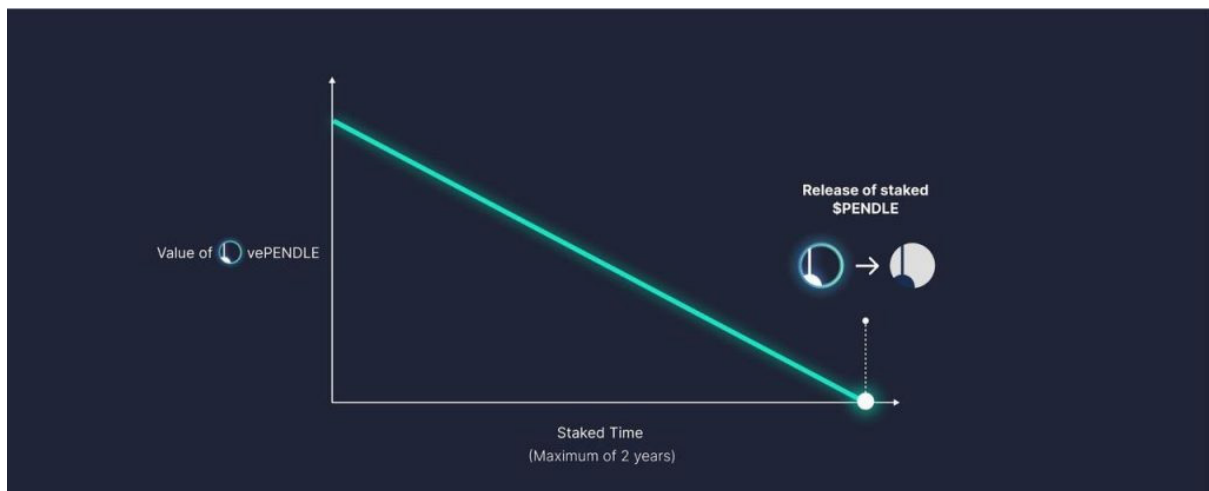 Release of staked
$PENDLE
Value of vePENDLE
Staked Time
(Maximum of 2 years)